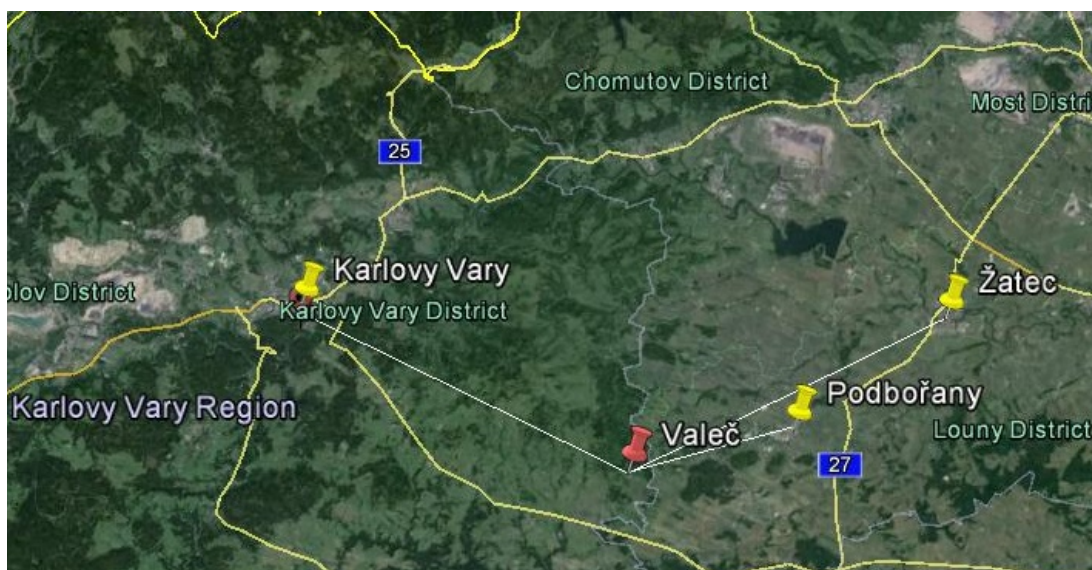 Chomutov District
Most Distri
25
Karlovy Vary
Žatec
olov District
Karlovy Vary District
Podbořany
Karlovy Vary Region
Valeč
Louny District
27